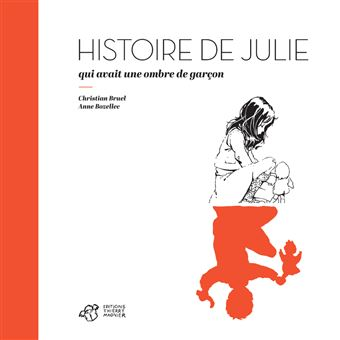 HISTOIRE DE JULIE
qui avait une ombre de garçon
Christian Bruel
Anne Bozellec
EDITIONS
THIERRY
MAGNIER